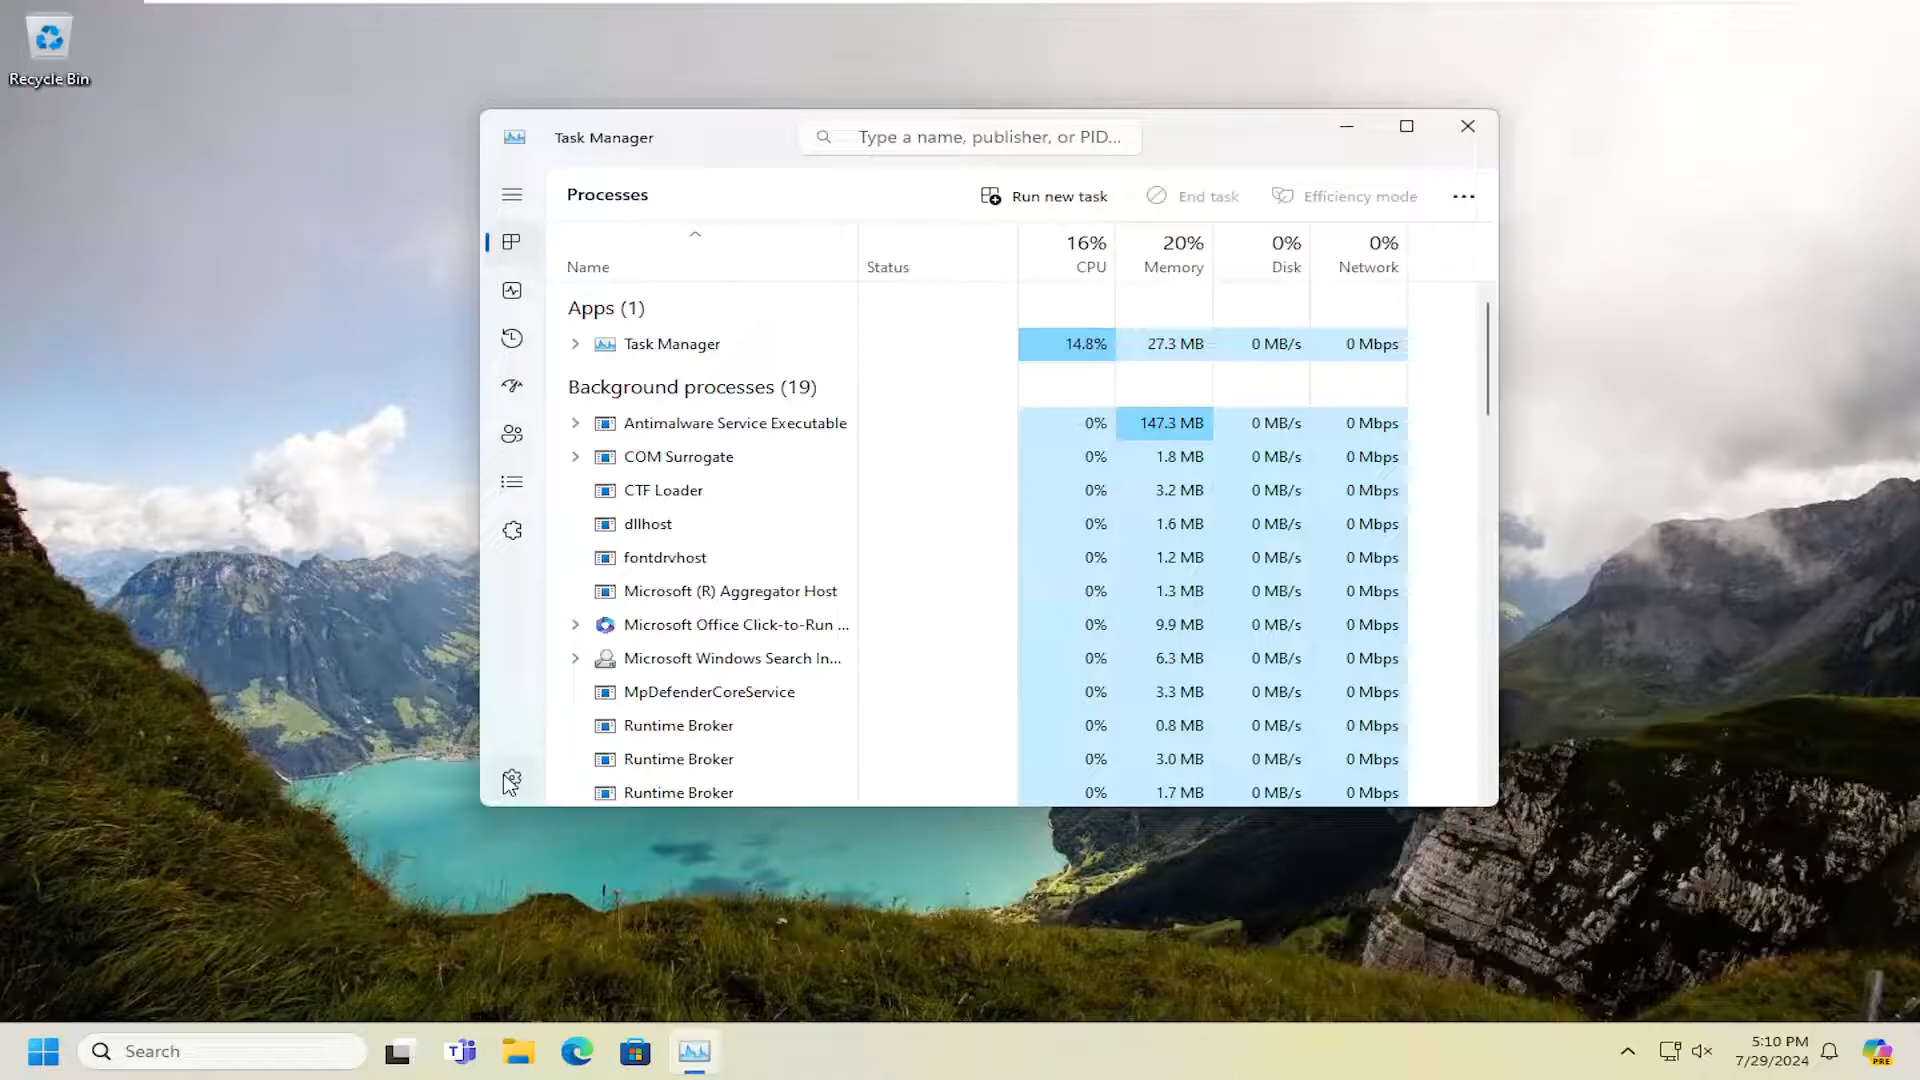 Recycle Bin
Task Manager
Type a name, publisher, or PID...
Processes
Run new task
End task
Efficiency mode
16% 20% 0% 0%
Name Status CPU Memory Disk Network
Apps (1)
Task Manager 14.8% 27.3 MB 0 MB/s 0 Mbps
Background processes (19)
Antimalware Service Executable 0% 147.3 MB 0 MB/s 0 Mbps
COM Surrogate 0% 1.8 MB 0 MB/s 0 Mbps
CTF Loader 0% 3.2 MB 0 MB/s 0 Mbps
dllhost 0% 1.6 MB 0 MB/s 0 Mbps
fontdrvhost 0% 1.2 MB 0 MB/s 0 Mbps
Microsoft (R) Aggregator Host 0% 1.3 MB 0 MB/s 0 Mbps
Microsoft Office Click-to-Run ... 0% 9.9 MB 0 MB/s 0 Mbps
Microsoft Windows Search In... 0% 6.3 MB 0 MB/s 0 Mbps
MpDefenderCoreService 0% 3.3 MB 0 MB/s 0 Mbps
Runtime Broker 0% 0.8 MB 0 MB/s 0 Mbps
Runtime Broker 0% 3.0 MB 0 MB/s 0 Mbps
Runtime Broker 0% 1.7 MB 0 MB/s 0 Mbps
Search
5:10 PM
7/29/2024
PRE